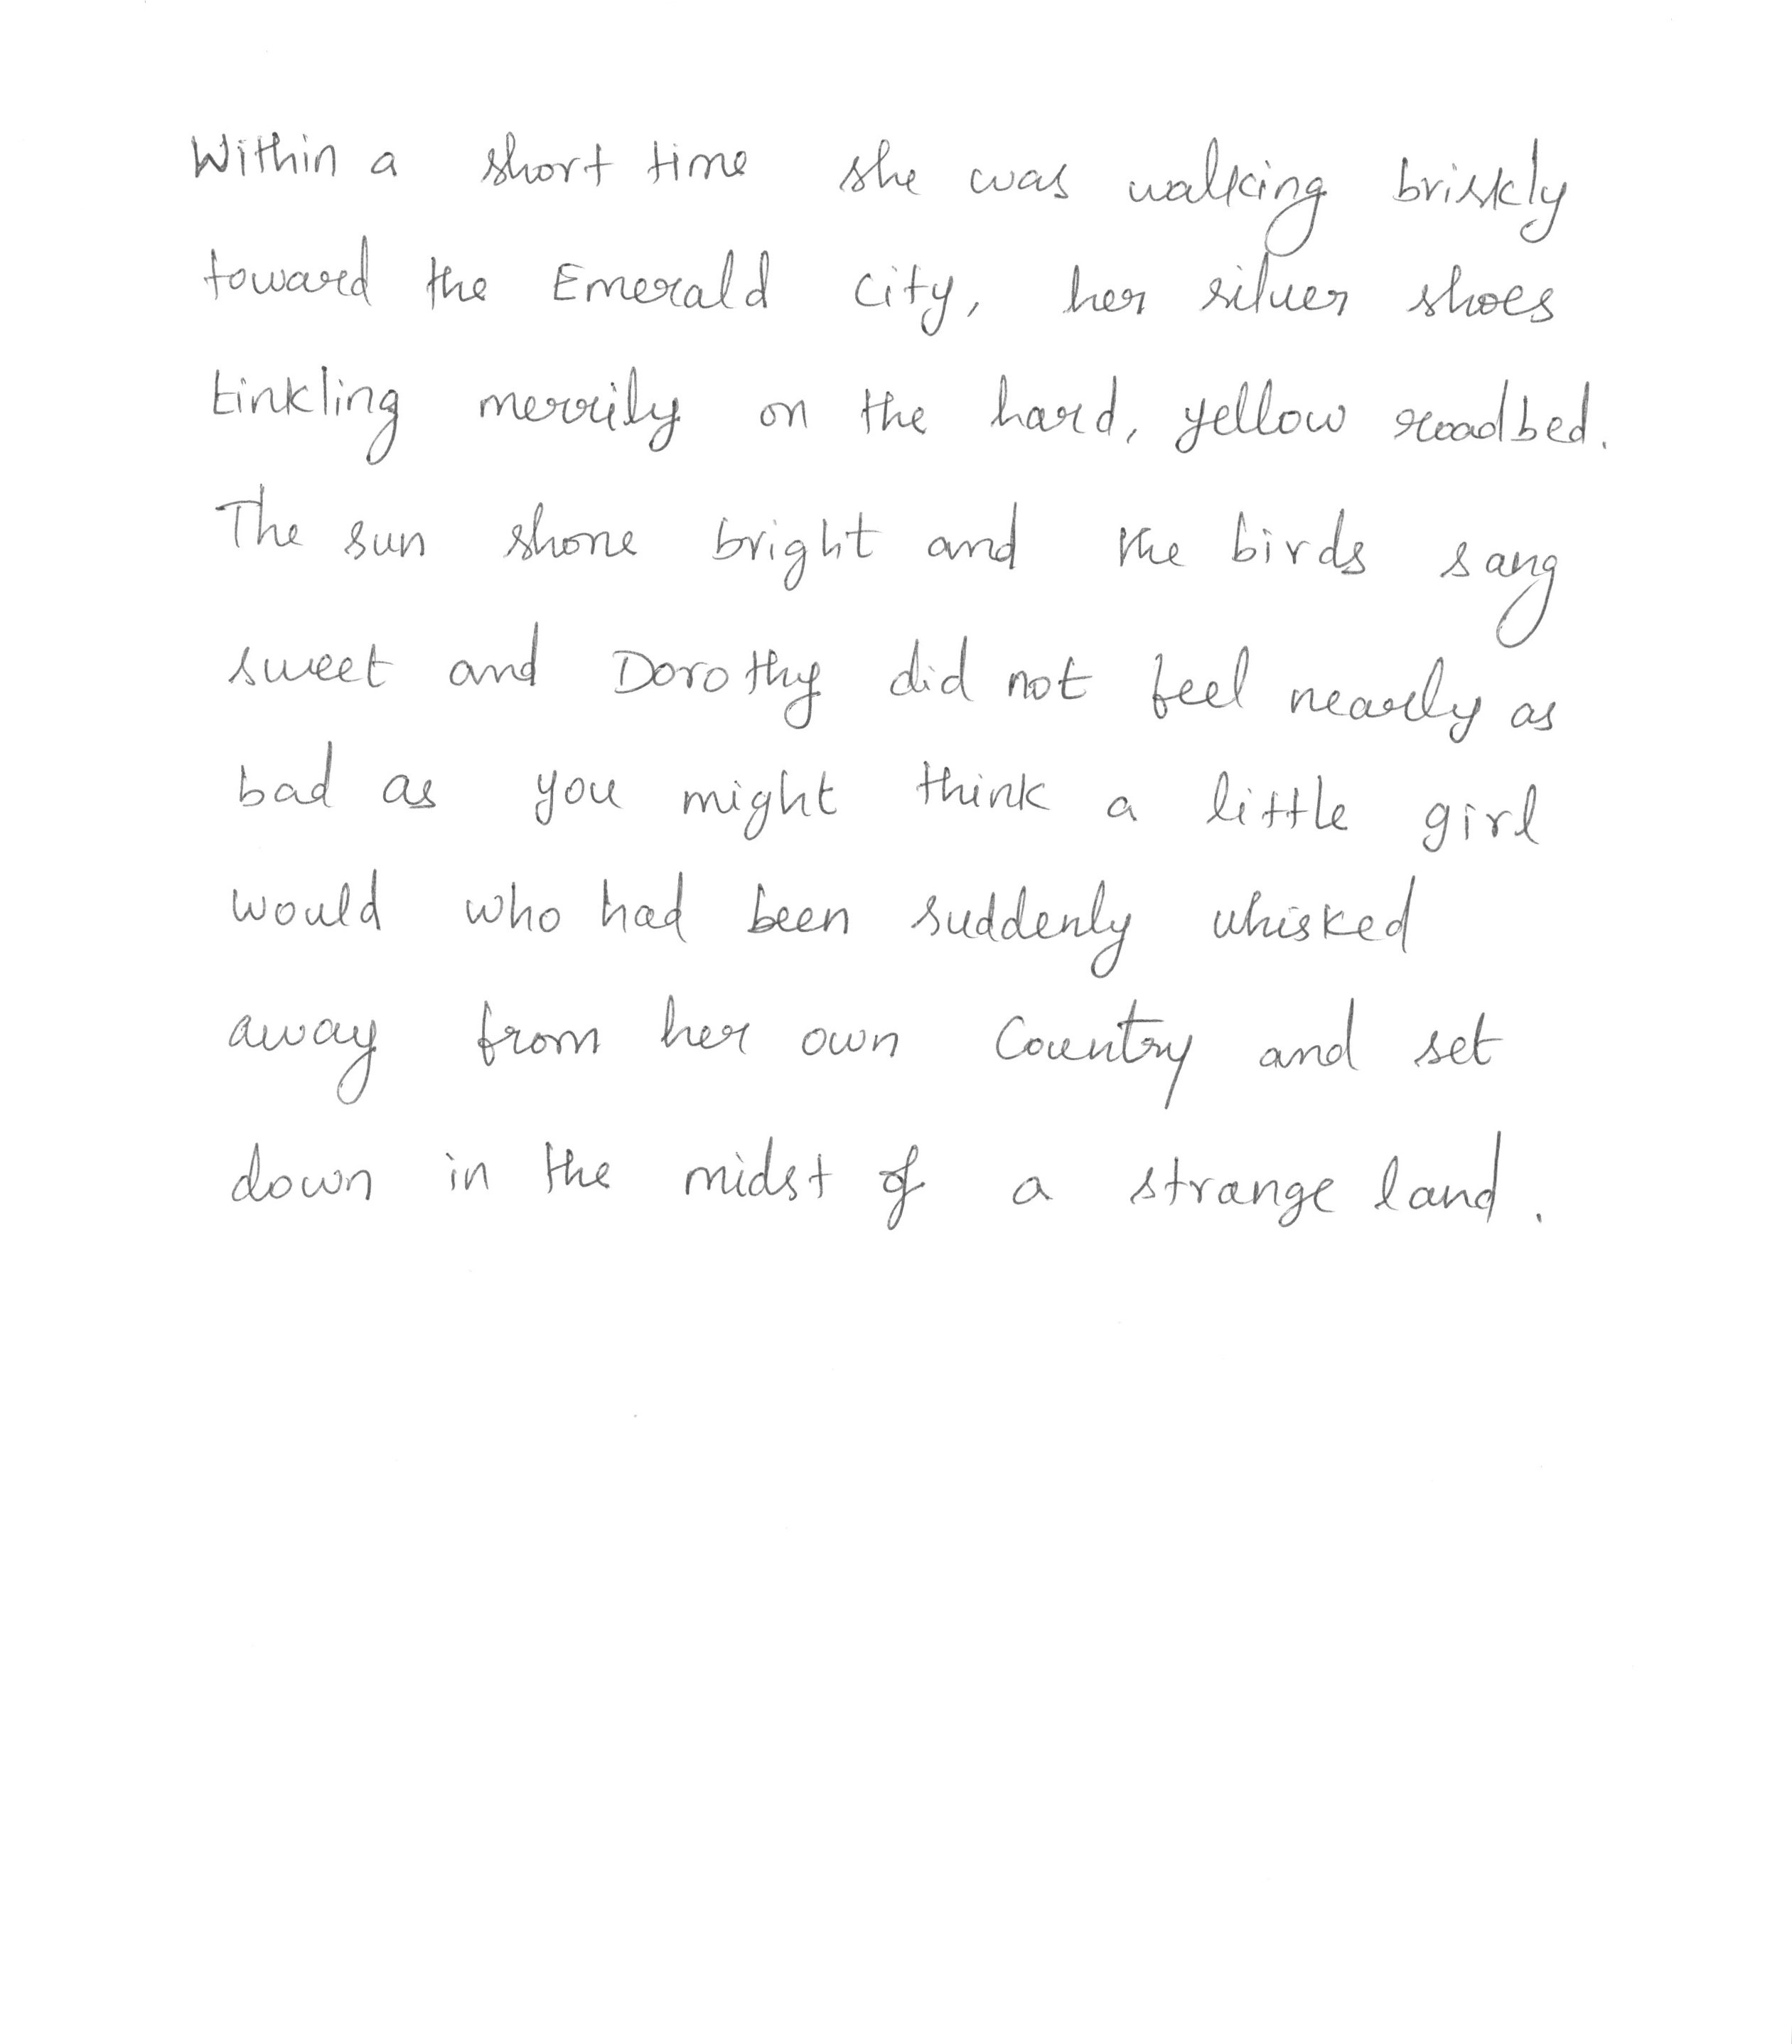 Within a short time she was walking briskly
toward the Emerald City, her silver shoes
tinkling merrily on the hard, yellow roadbed.
The sun shone bright and the birds sang
sweet and Dorothy did not feel nearly as
bad as you might think a little girl
would who had been suddenly whisked
away from her own Country and set
down in the midst of a strange land.